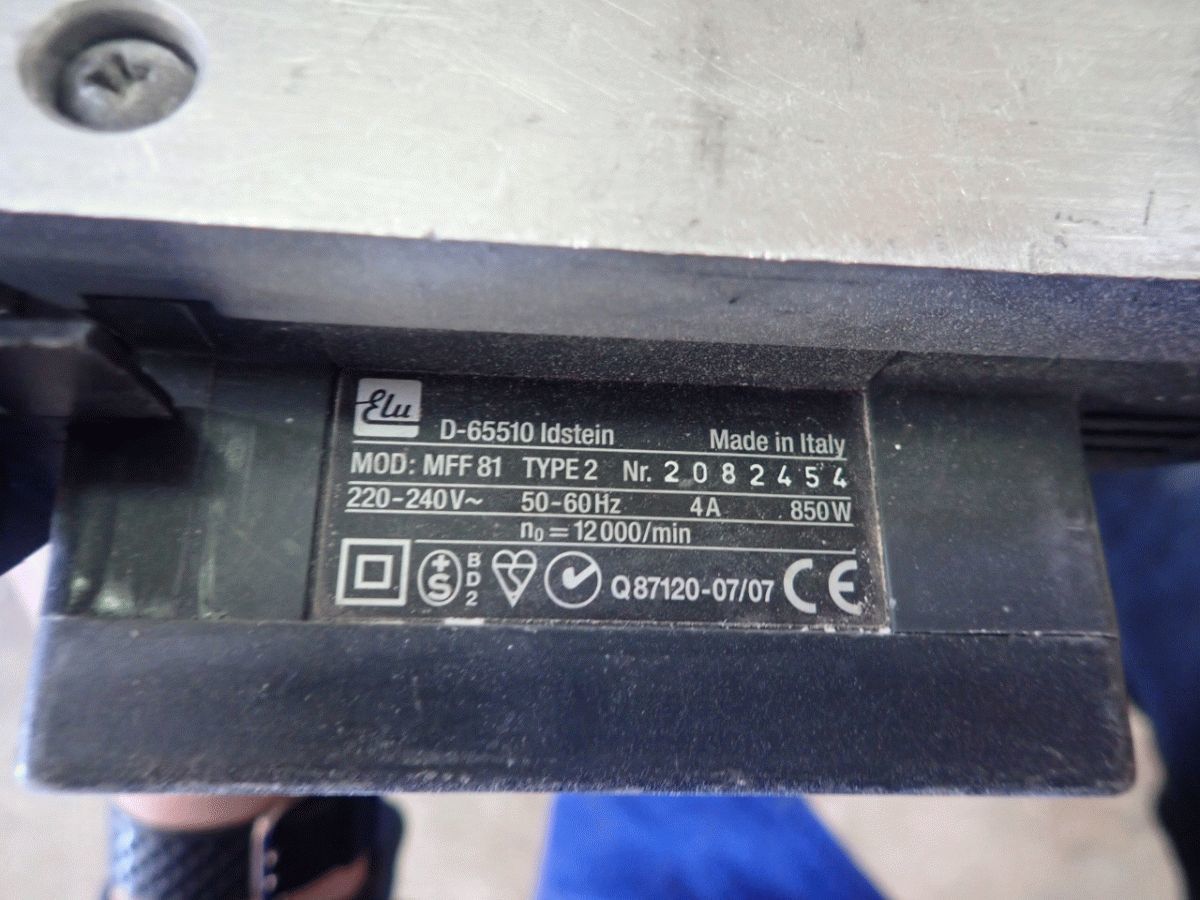 Elu
D-65510 Idstein Made in Italy
MOD: MFF 81 TYPE 2 Nr. 2082454
220-240V~ 50-60Hz 4A 850W
n₀ = 12000/min
+S BD2 S Q87120-07/07 CE